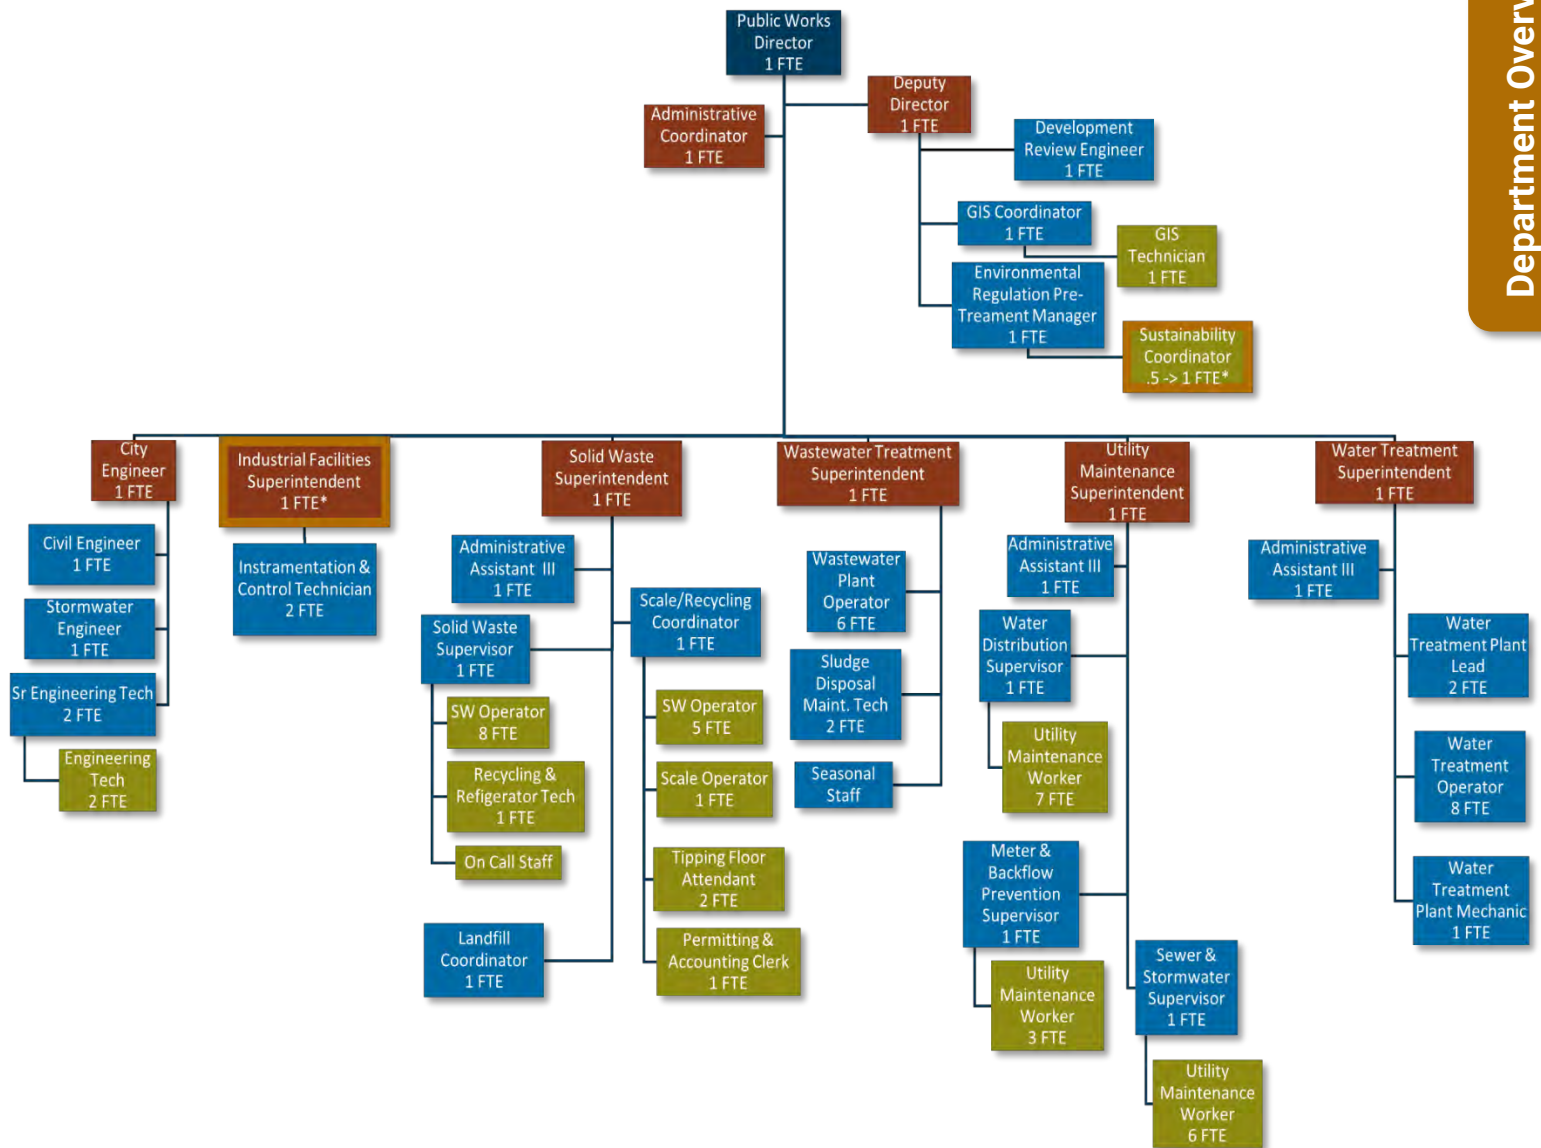 Public Works
Director
1 FTE
Department Overv
Deputy
Director
1 FTE
Administrative
Coordinator
1 FTE
Development
Review Engineer
1 FTE
GIS Coordinator
1 FTE
GIS
Technician
1 FTE
Environmental
Regulation Pre-
Treament Manager
1 FTE
Sustainability
Coordinator
.5 -> 1 FTE*
City
Engineer
1 FTE
Civil Engineer
1 FTE
Stormwater
Engineer
1 FTE
Sr Engineering Tech
2 FTE
Engineering
Tech
2 FTE
Industrial Facilities
Superintendent
1 FTE*
Instramentation &
Control Technician
2 FTE
Solid Waste
Superintendent
1 FTE
Administrative
Assistant III
1 FTE
Solid Waste
Supervisor
1 FTE
SW Operator
8 FTE
Recycling &
Refigerator Tech
1 FTE
On Call Staff
Landfill
Coordinator
1 FTE
Scale/Recycling
Coordinator
1 FTE
SW Operator
5 FTE
Scale Operator
1 FTE
Tipping Floor
Attendant
2 FTE
Permitting &
Accounting Clerk
1 FTE
Wastewater Treatment
Superintendent
1 FTE
Wastewater
Plant
Operator
6 FTE
Sludge
Disposal
Maint. Tech
2 FTE
Seasonal
Staff
Utility
Maintenance
Superintendent
1 FTE
Administrative
Assistant III
1 FTE
Water
Distribution
Supervisor
1 FTE
Utility
Maintenance
Worker
7 FTE
Meter &
Backflow
Prevention
Supervisor
1 FTE
Utility
Maintenance
Worker
3 FTE
Sewer &
Stormwater
Supervisor
1 FTE
Utility
Maintenance
Worker
6 FTE
Water Treatment
Superintendent
1 FTE
Administrative
Assistant III
1 FTE
Water
Treatment Plant
Lead
2 FTE
Water
Treatment
Operator
8 FTE
Water
Treatment
Plant Mechanic
1 FTE